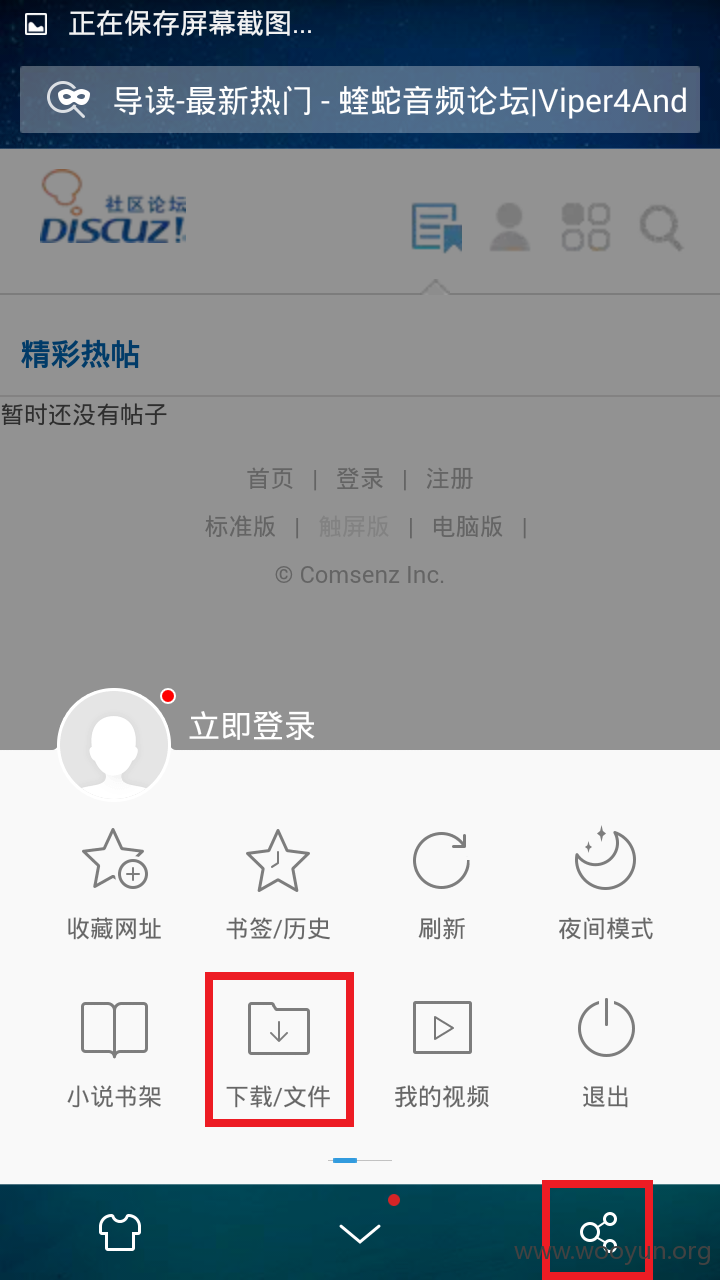 正在保存屏幕截图...
导读-最新热门 - 蝰蛇音频论坛|Viper4And
社区论坛
DISCUZ!
精彩热帖
暂时还没有帖子
首页 | 登录 | 注册
标准版 | 触屏版 | 电脑版 |
© Comsenz Inc.
立即登录
收藏网址 书签/历史 刷新 夜间模式
小说书架 下载/文件 我的视频 退出
www.wooyun.org